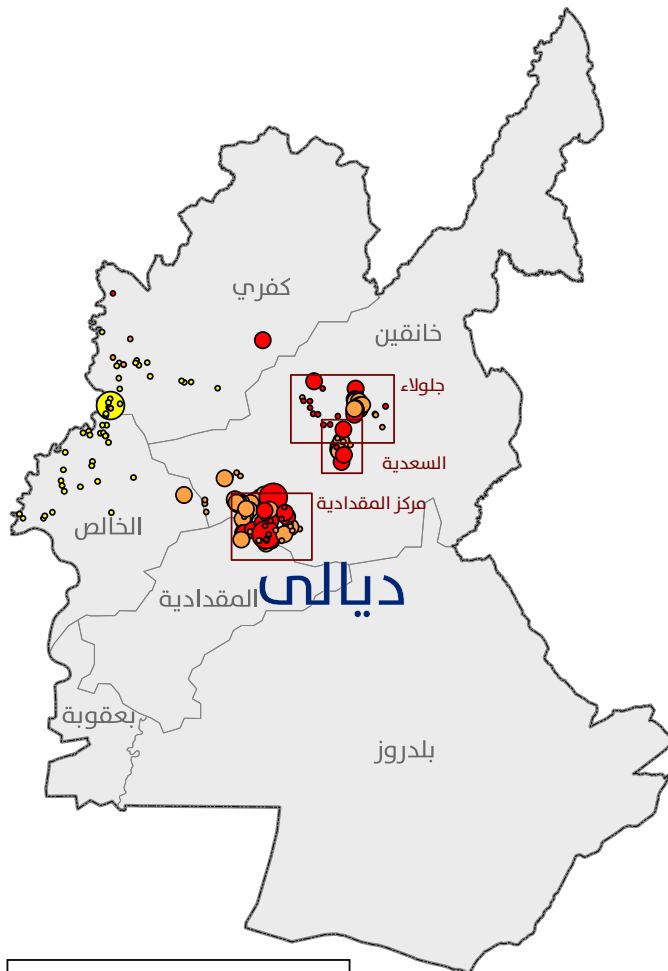 كفري
خانقين
جلولاء
السعدية
مركز المقدادية
الخالص
ديالى
المقدادية
بعقوبة
بلدروز